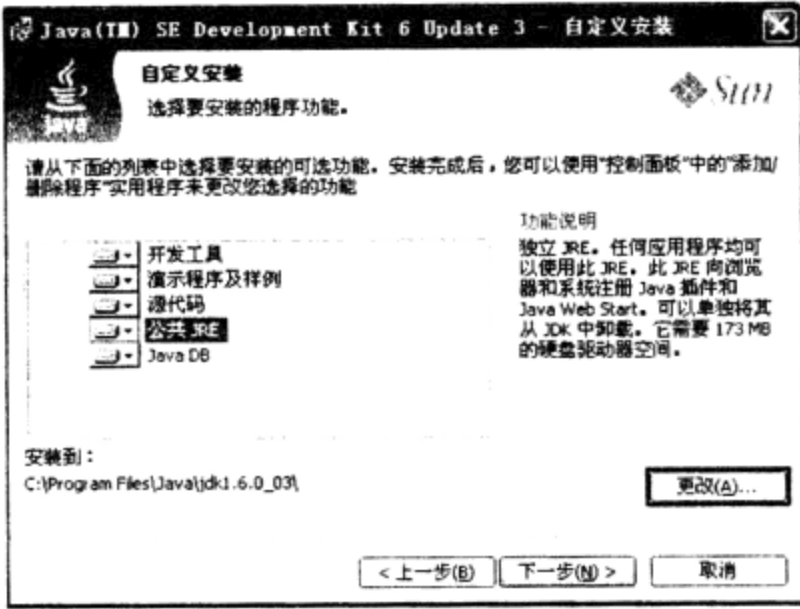 Java(TM) SE Development Kit 6 Update 3 - 自定义安装
Java
自定义安装
选择要安装的程序功能。
Sun
请从下面的列表中选择要安装的可选功能。安装完成后，您可以使用“控制面板”中的“添加/
删除程序”实用程序来更改您选择的功能
开发工具
演示程序及样例
源代码
公共 JRE
Java DB
功能说明
独立 JRE。任何应用程序均可
以使用此 JRE。此 JRE 向浏览
器和系统注册 Java 插件和
Java Web Start。可以单独将其
从 JDK 中卸载。它需要 173 MB
的硬盘驱动器空间。
安装到：
C:\Program Files\Java\jdk1.6.0_03\
更改(A)...
< 上一步(B)
下一步(N) >
取消